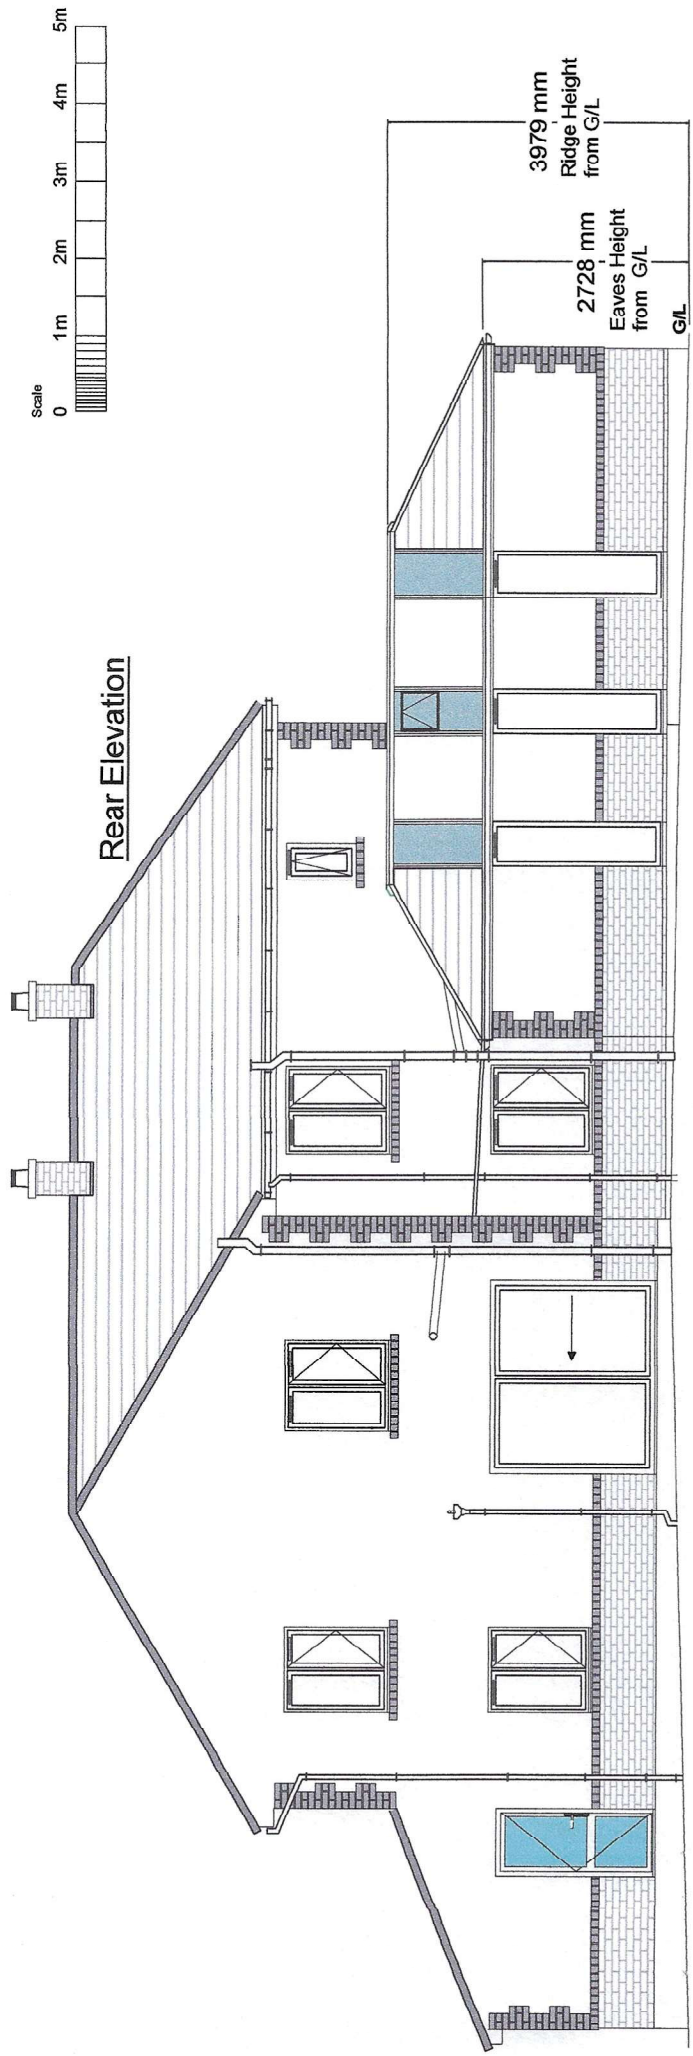 Scale
0 1m 2m 3m 4m 5m
Rear Elevation
3979 mm
Ridge Height
from G/L
2728 mm
Eaves Height
from G/L
G/L